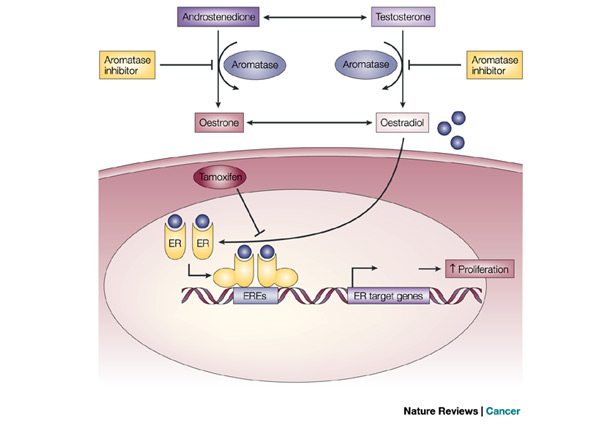 Androstenedione
Testosterone
Aromatase
inhibitor
Aromatase
Aromatase
Aromatase
inhibitor
Oestrone
Oestradiol
Tamoxifen
ER
ER
EREs
ER target genes
↑ Proliferation
Nature Reviews | Cancer